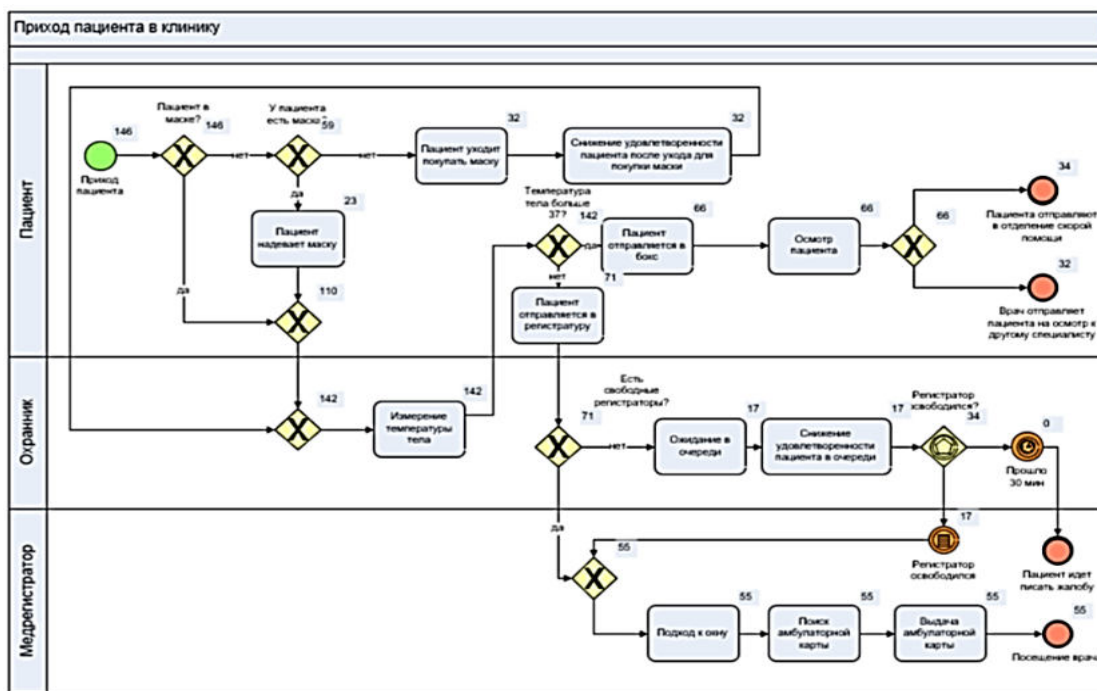 Приход пациента в клинику
Пациент
Пациент в
маске?
146
У пациента
есть маска?
59
146
Приход
пациента
нет
нет
да
да
32
Пациент уходит
покупать маску
32
Снижение удовлетворенности
пациента после ухода для
покупки маски
23
Пациент
надевает маску
110
Температура
тела больше
37?
142
да
нет
66
Пациент
отправляется в
бокс
71
Пациент
отправляется в
регистратуру
66
Осмотр
пациента
66
34
Пациента отправляют
в отделение скорой
помощи
32
Врач отправляет
пациента на осмотр к
другому специалисту
Охранник
142
142
Измерение
температуры
тела
Есть
свободные
регистраторы?
71
нет
да
17
Ожидание в
очереди
17
Снижение
удовлетворенности
пациента в очереди
Регистратор
освободился?
34
0
Прошло
30 мин
Медрегистратор
55
17
Регистратор
освободился
Пациент идет
писать жалобу
55
Подход к окну
55
Поиск
амбулаторной
карты
55
Выдача
амбулаторной
карты
55
Посещение врача